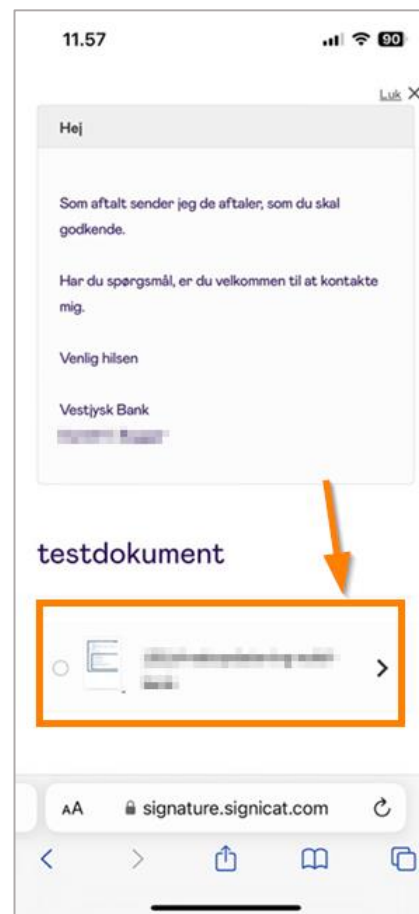 11.57
90
Luk X
Hej
Som aftalt sender jeg de aftaler, som du skal
godkende.
Har du spørgsmål, er du velkommen til at kontakte
mig.
Venlig hilsen
Vestjysk Bank
testdokument
AA signature.signicat.com